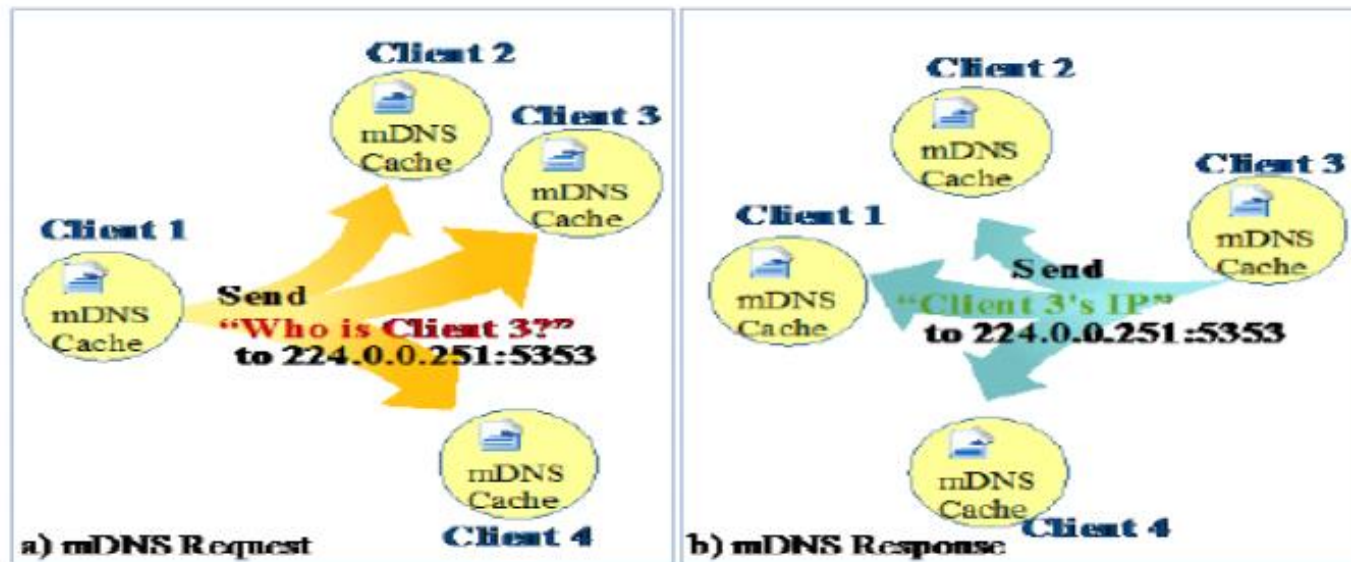 Client 2
mDNS
Cache
Client 3
mDNS
Cache
Client 1
mDNS
Cache
Send
“Who is Client 3?”
to 224.0.0.251:5353
mDNS
Cache
Client 4
a) mDNS Request
Client 2
mDNS
Cache
Client 3
mDNS
Cache
Client 1
mDNS
Cache
Send
“Client 3's IP”
to 224.0.0.251:5353
mDNS
Cache
Client 4
b) mDNS Response